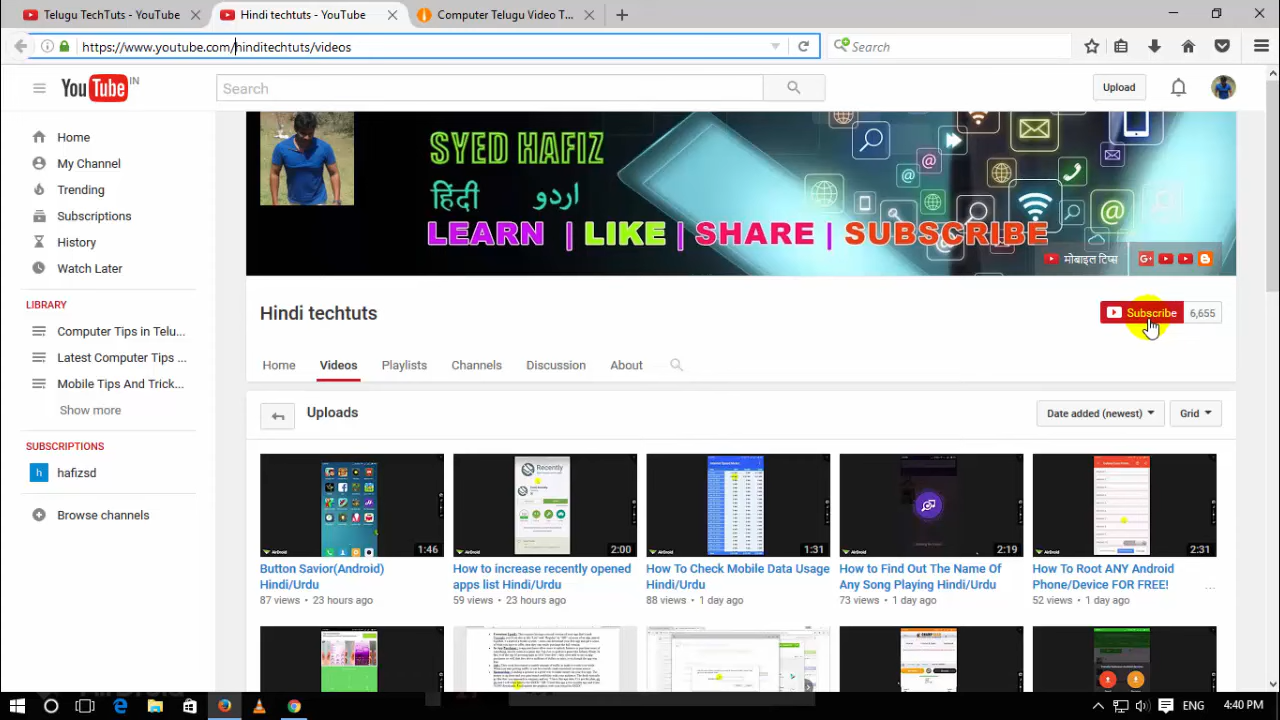 Telugu TechTuts - YouTube
Hindi techtuts - YouTube
Computer Telugu Video T...
https://www.youtube.com/hinditechtuts/videos
Search
YouTube IN
Search
Upload
Home
My Channel
Trending
Subscriptions
History
Watch Later
LIBRARY
Computer Tips in Telu...
Latest Computer Tips ...
Mobile Tips And Trick...
Show more
SUBSCRIPTIONS
h hafizsd
Browse channels
SYED HAFIZ
हिंदी اردو
LEARN | LIKE | SHARE | SUBSCRIBE
मोबाइल टिप्स
Hindi techtuts
Subscribe 6,655
Home Videos Playlists Channels Discussion About
Uploads
Date added (newest) Grid
Recently
AirDroid 1:46
AirDroid 2:00
AirDroid 1:31
AirDroid 2:19
AirDroid 2:31
Button Savior(Android) Hindi/Urdu
87 views • 23 hours ago
How to increase recently opened apps list Hindi/Urdu
59 views • 23 hours ago
How To Check Mobile Data Usage Hindi/Urdu
88 views • 1 day ago
How to Find Out The Name Of Any Song Playing Hindi/Urdu
73 views • 1 day ago
How To Root ANY Android Phone/Device FOR FREE! ...
52 views • 1 day ago
ENG 4:40 PM